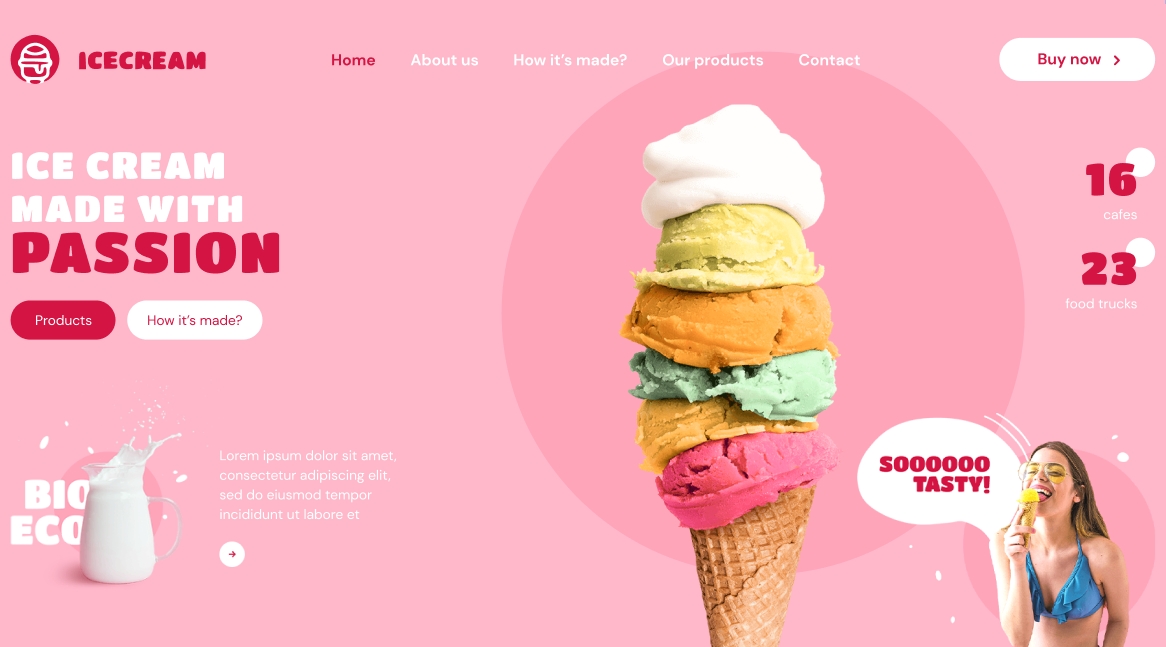 ICECREAM
Home About us How it's made? Our products Contact
Buy now
ICE CREAM
MADE WITH
PASSION
Products How it's made?
16
cafes
23
food trucks
BIO
ECO
Lorem ipsum dolor sit amet,
consectetur adipiscing elit,
sed do eiusmod tempor
incididunt ut labore et
SOOOOOO
TASTY!